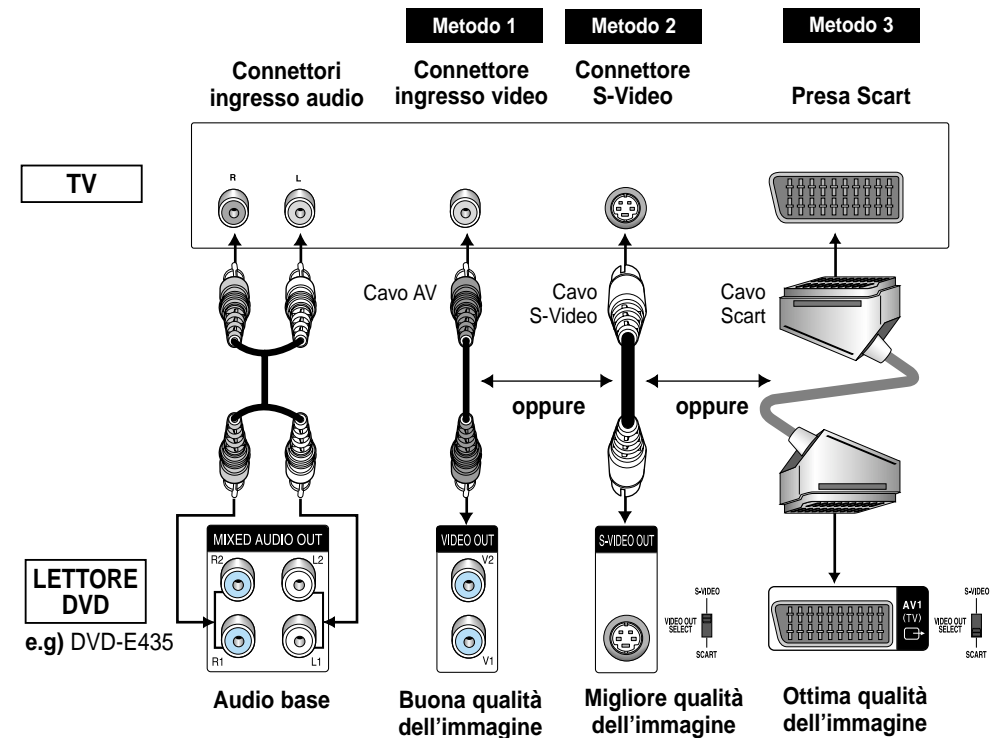 Metodo 1
Metodo 2
Metodo 3
Connettori
ingresso audio
Connettore
ingresso video
Connettore
S-Video
Presa Scart
TV
R
L
Cavo AV
Cavo
S-Video
Cavo
Scart
oppure
oppure
LETTORE
DVD
e.g) DVD-E435
MIXED AUDIO OUT
R2
L2
R1
L1
VIDEO OUT
V2
V1
S-VIDEO OUT
S-VIDEO
VIDEO OUT
SELECT
SCART
AV1
(TV)
S-VIDEO
VIDEO OUT
SELECT
SCART
Audio base
Buona qualità
dell'immagine
Migliore qualità
dell'immagine
Ottima qualità
dell'immagine